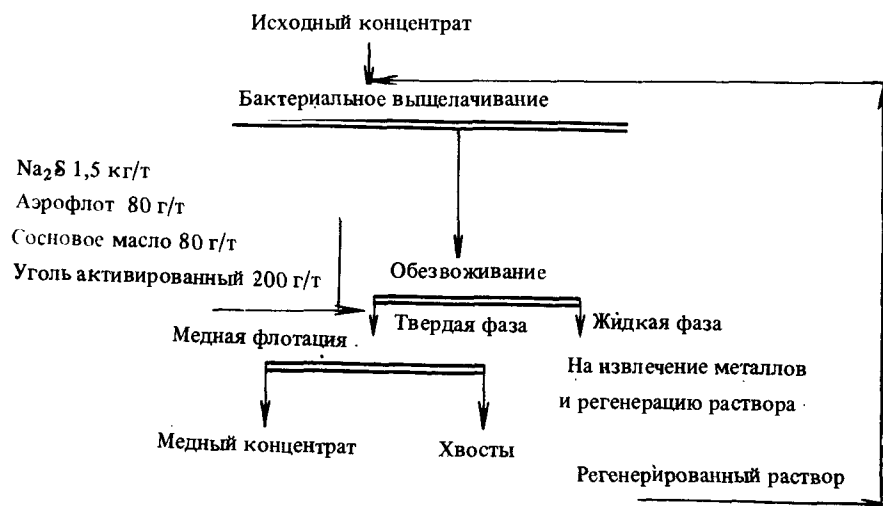 Исходный концентрат
Бактериальное выщелачивание
Na₂S 1,5 кг/т
Аэрофлот 80 г/т
Сосновое масло 80 г/т
Уголь активированный 200 г/т
Обезвоживание
Твердая фаза
Жидкая фаза
Медная флотация
На извлечение металлов
и регенерацию раствора
Медный концентрат
Хвосты
Регенерированный раствор